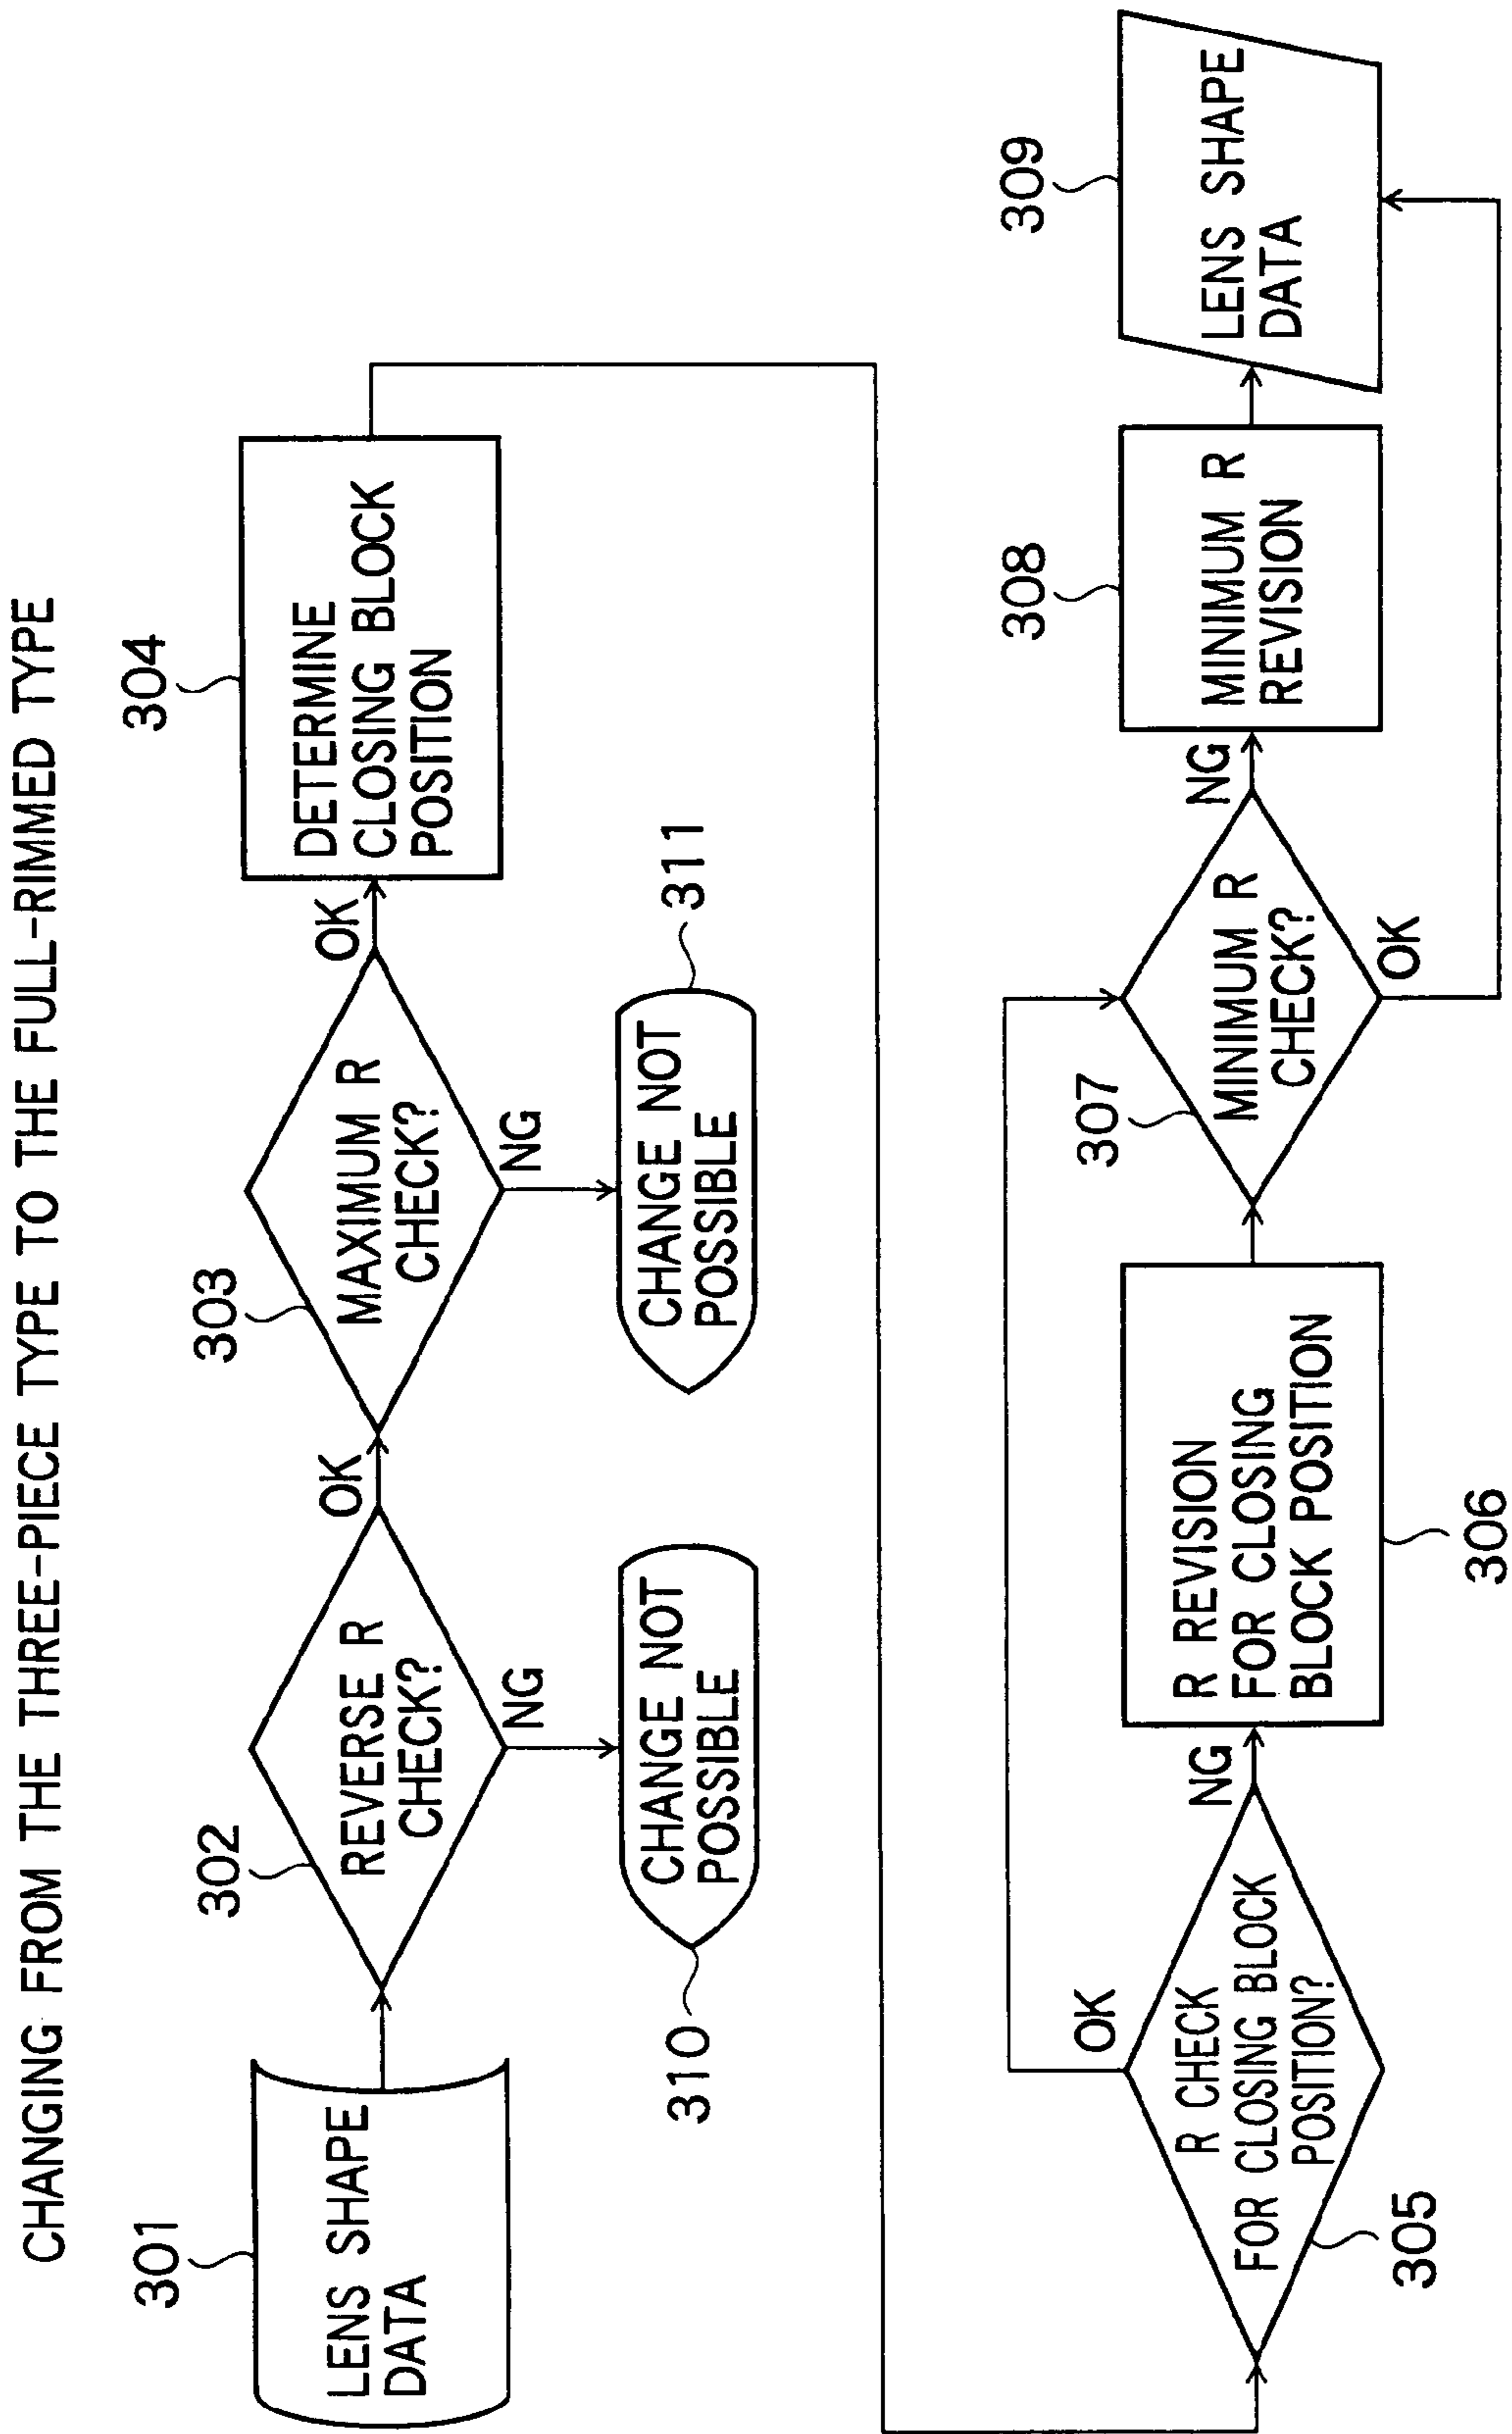 CHANGING FROM THE THREE-PIECE TYPE TO THE FULL-RIMMED TYPE
301
LENS SHAPE
DATA
302
REVERSE R
CHECK?
OK
NG
310
CHANGE NOT
POSSIBLE
303
MAXIMUM R
CHECK?
OK
NG
311
CHANGE NOT
POSSIBLE
304
DETERMINE
CLOSING BLOCK
POSITION
305
R CHECK
FOR CLOSING BLOCK
POSITION?
OK
NG
306
R REVISION
FOR CLOSING
BLOCK POSITION
307
MINIMUM R
CHECK?
NG
OK
308
MINIMUM R
REVISION
309
LENS SHAPE
DATA